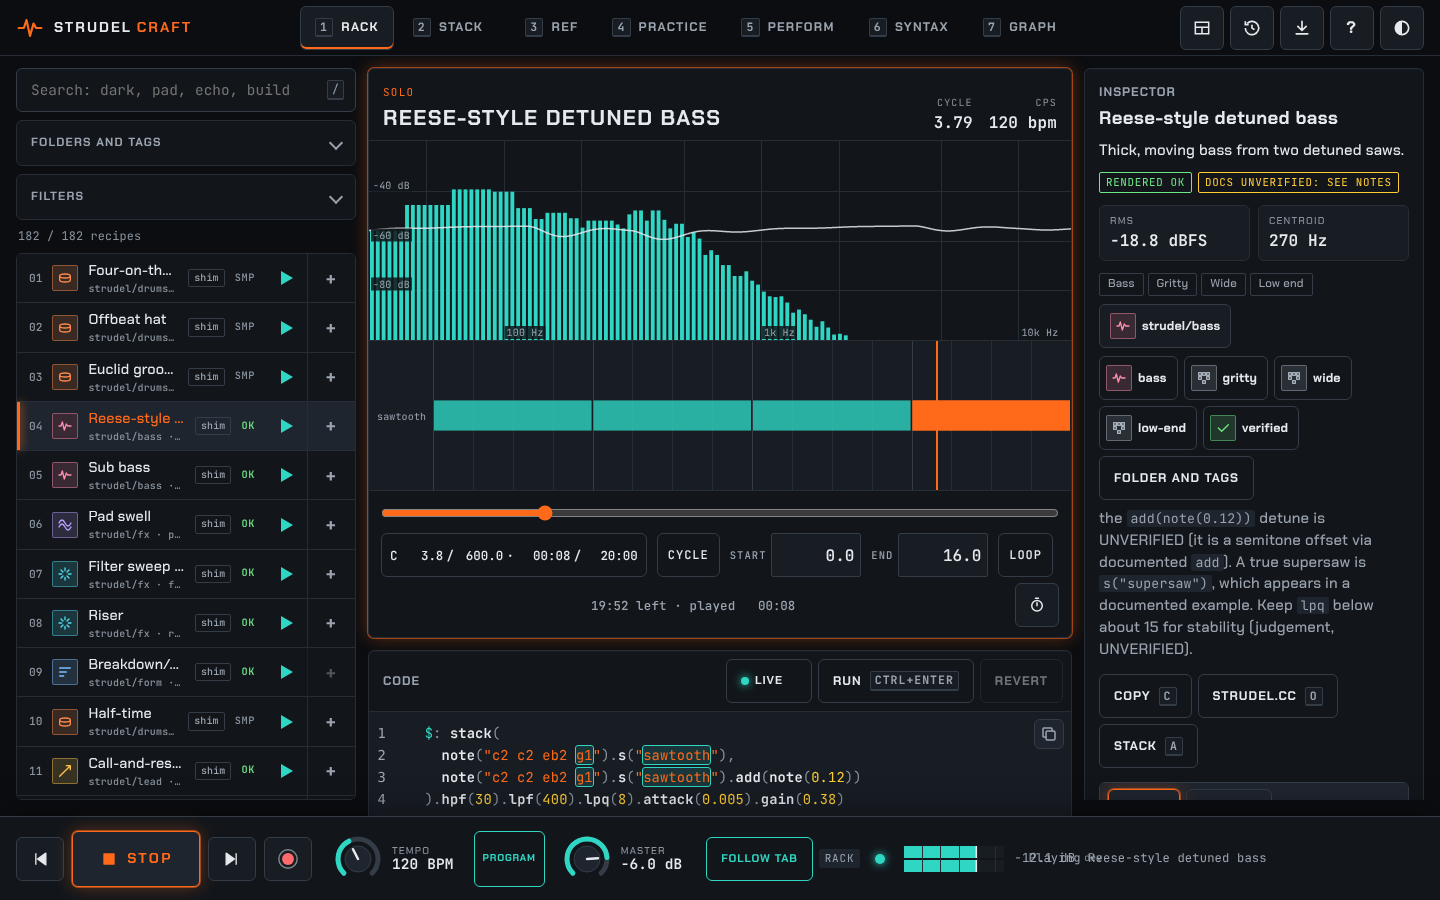 STRUDEL CRAFT
1 RACK
2 STACK
3 REF
4 PRACTICE
5 PERFORM
6 SYNTAX
7 GRAPH
?
Search: dark, pad, echo, build /
FOLDERS AND TAGS
FILTERS
182 / 182 recipes
01 Four-on-th… shim SMP +
strudel/drums…
02 Offbeat hat shim SMP +
strudel/drums…
03 Euclid groo… shim SMP +
strudel/drums…
04 Reese-style … shim OK +
strudel/bass ·…
05 Sub bass shim OK +
strudel/bass ·…
06 Pad swell shim OK +
strudel/fx · p…
07 Filter sweep … shim OK +
strudel/fx · f…
08 Riser shim OK +
strudel/fx · r…
09 Breakdown/… shim OK +
strudel/form ·…
10 Half-time shim SMP +
strudel/drums…
11 Call-and-res… shim OK +
strudel/lead ·…
SOLO
REESE-STYLE DETUNED BASS
CYCLE CPS
3.79 120 bpm
-40 dB
-60 dB
-80 dB
100 Hz 1k Hz 10k Hz
sawtooth
C 3.8 / 600.0 · 00:08 / 20:00
CYCLE
START 0.0
END 16.0
LOOP
19:52 left · played 00:08
CODE
LIVE
RUN CTRL+ENTER
REVERT
1 $: stack(
2 note("c2 c2 eb2 g1").s("sawtooth"),
3 note("c2 c2 eb2 g1").s("sawtooth").add(note(0.12))
4 ).hpf(30).lpf(400).lpq(8).attack(0.005).gain(0.38)
INSPECTOR
Reese-style detuned bass
Thick, moving bass from two detuned saws.
RENDERED OK
DOCS UNVERIFIED: SEE NOTES
RMS
-18.8 dBFS
CENTROID
270 Hz
Bass Gritty Wide Low end
strudel/bass
bass gritty wide
low-end verified
FOLDER AND TAGS
the add(note(0.12)) detune is
UNVERIFIED (it is a semitone offset via
documented add). A true supersaw is
s("supersaw"), which appears in a
documented example. Keep lpq below
about 15 for stability (judgement,
UNVERIFIED).
COPY C
STRUDEL.CC O
STACK A
STOP
TEMPO
120 BPM
PROGRAM
MASTER
-6.0 dB
FOLLOW TAB
RACK
Reese-style detuned bass